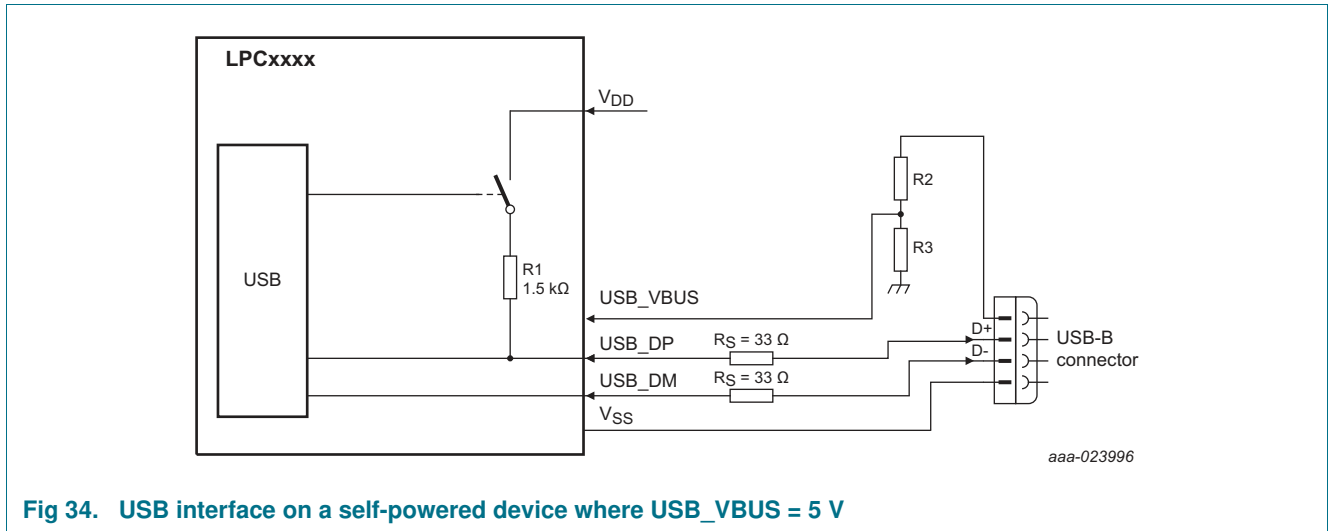 LPCxxxx
VDD
R2
R3
USB
R1
1.5 kΩ
USB_VBUS
USB_DP
RS = 33 Ω
D+
USB-B
connector
D-
USB_DM
RS = 33 Ω
VSS
aaa-023996
Fig 34. USB interface on a self-powered device where USB_VBUS = 5 V